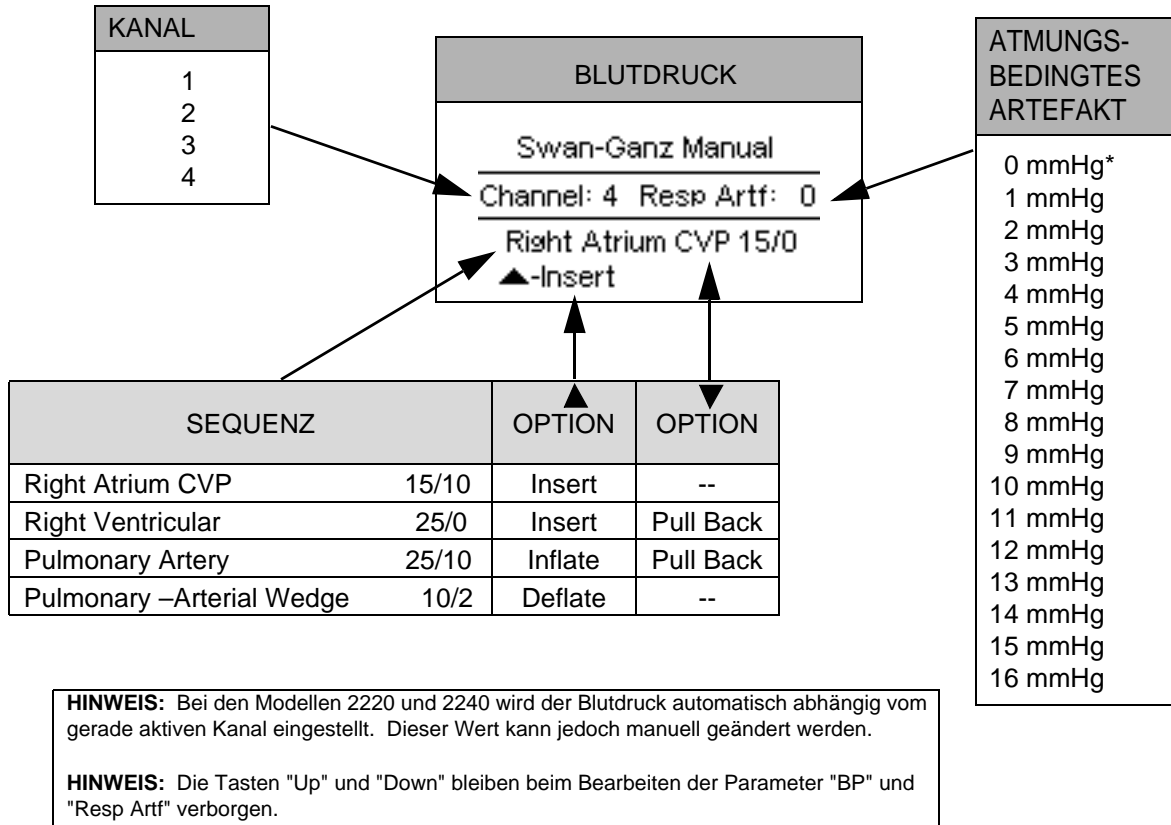 KANAL
1
2
3
4
BLUTDRUCK
Swan-Ganz Manual
Channel: 4 Resp Artf: 0
Right Atrium CVP 15/0
▲-Insert
ATMUNGS-
BEDINGTES
ARTEFAKT
0 mmHg*
1 mmHg
2 mmHg
3 mmHg
4 mmHg
5 mmHg
6 mmHg
7 mmHg
8 mmHg
9 mmHg
10 mmHg
11 mmHg
12 mmHg
13 mmHg
14 mmHg
15 mmHg
16 mmHg
SEQUENZ OPTION OPTION
Right Atrium CVP 15/10 Insert --
Right Ventricular 25/0 Insert Pull Back
Pulmonary Artery 25/10 Inflate Pull Back
Pulmonary –Arterial Wedge 10/2 Deflate --
HINWEIS: Bei den Modellen 2220 und 2240 wird der Blutdruck automatisch abhängig vom
gerade aktiven Kanal eingestellt. Dieser Wert kann jedoch manuell geändert werden.
HINWEIS: Die Tasten "Up" und "Down" bleiben beim Bearbeiten der Parameter "BP" und
"Resp Artf" verborgen.